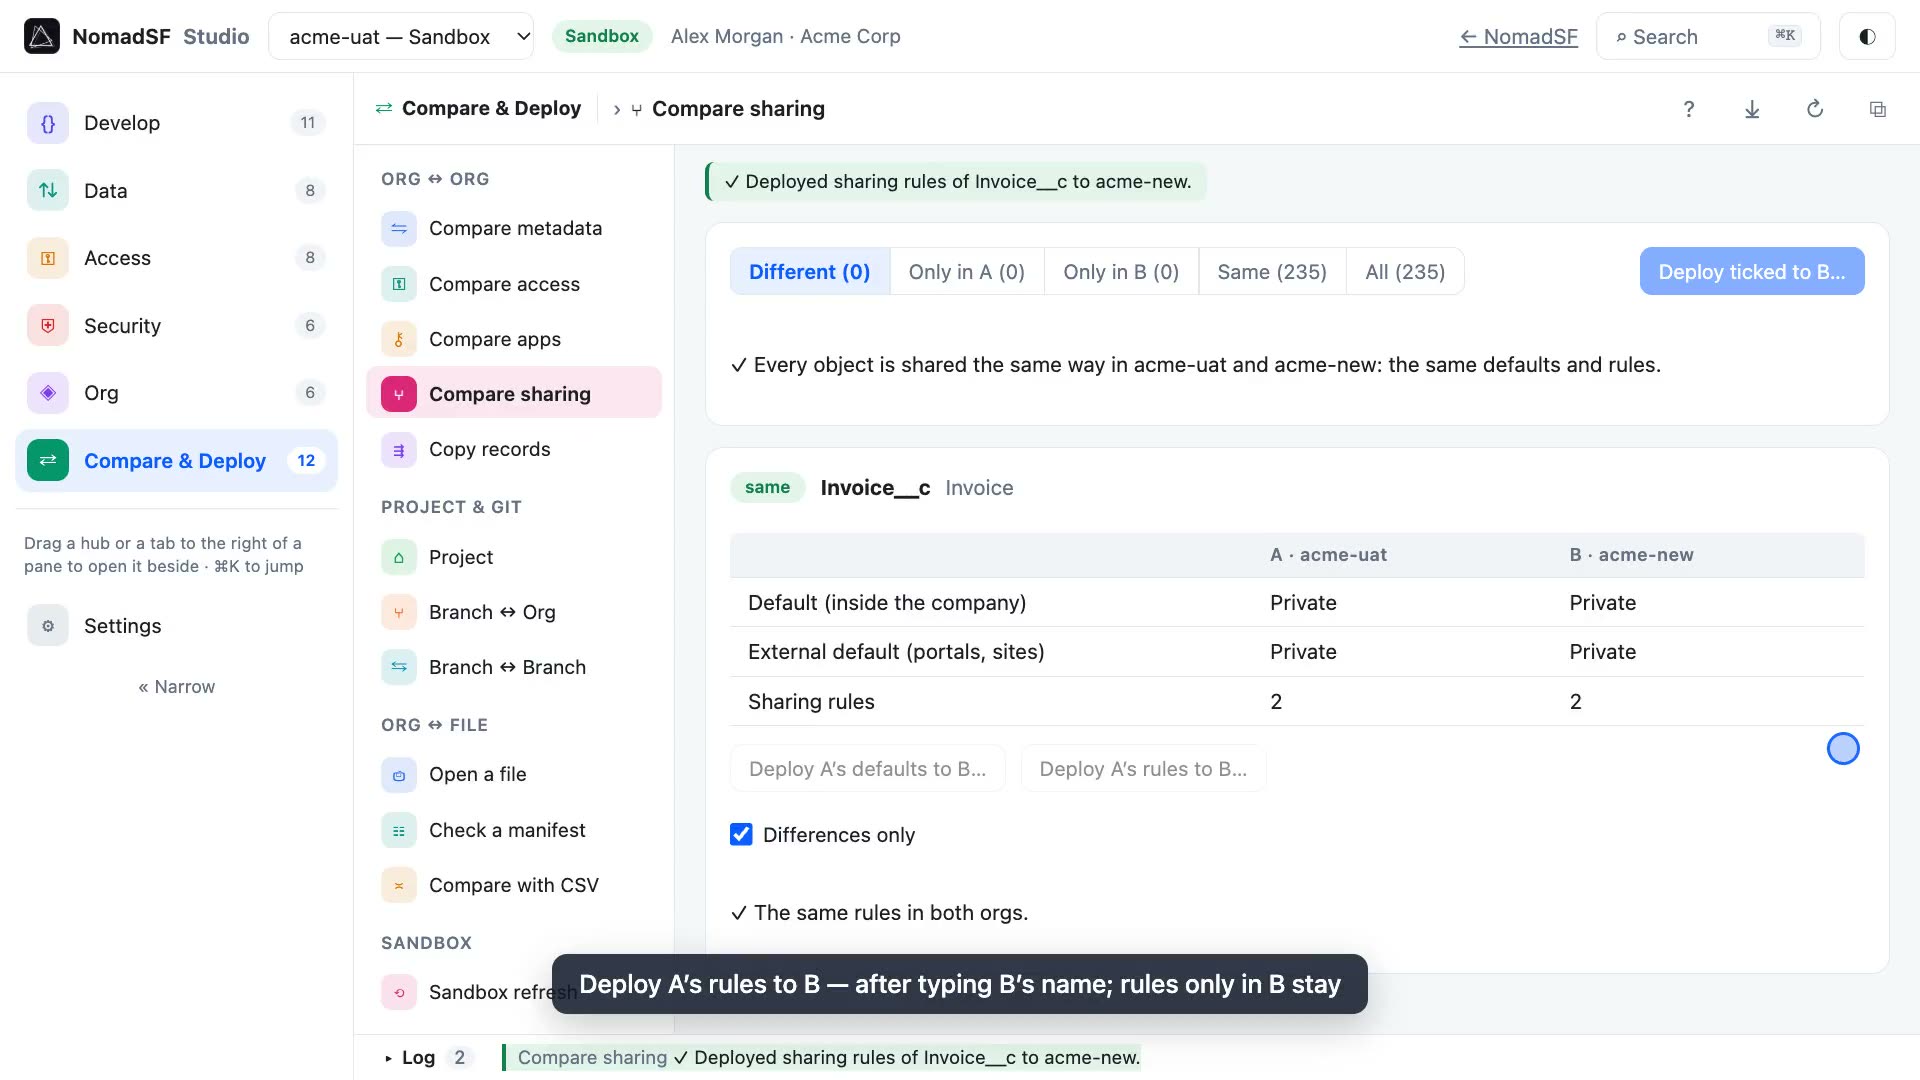 NomadSF Studio
acme-uat — Sandbox
Sandbox
Alex Morgan · Acme Corp
← NomadSF
Search
⌘K
Develop 11
Data 8
Access 8
Security 6
Org 6
Compare & Deploy 12
Drag a hub or a tab to the right of a
pane to open it beside · ⌘K to jump
Settings
« Narrow
Compare & Deploy › Compare sharing
?
ORG ↔ ORG
Compare metadata
Compare access
Compare apps
Compare sharing
Copy records
PROJECT & GIT
Project
Branch ↔ Org
Branch ↔ Branch
ORG ↔ FILE
Open a file
Check a manifest
Compare with CSV
SANDBOX
Sandbox refresh
✓ Deployed sharing rules of Invoice__c to acme-new.
Different (0) Only in A (0) Only in B (0) Same (235) All (235)
Deploy ticked to B…
✓ Every object is shared the same way in acme-uat and acme-new: the same defaults and rules.
same Invoice__c Invoice
A · acme-uat B · acme-new
Default (inside the company) Private Private
External default (portals, sites) Private Private
Sharing rules 2 2
Deploy A’s defaults to B… Deploy A’s rules to B…
Differences only
✓ The same rules in both orgs.
Deploy A’s rules to B — after typing B’s name; rules only in B stay
▸ Log 2 Compare sharing ✓ Deployed sharing rules of Invoice__c to acme-new.